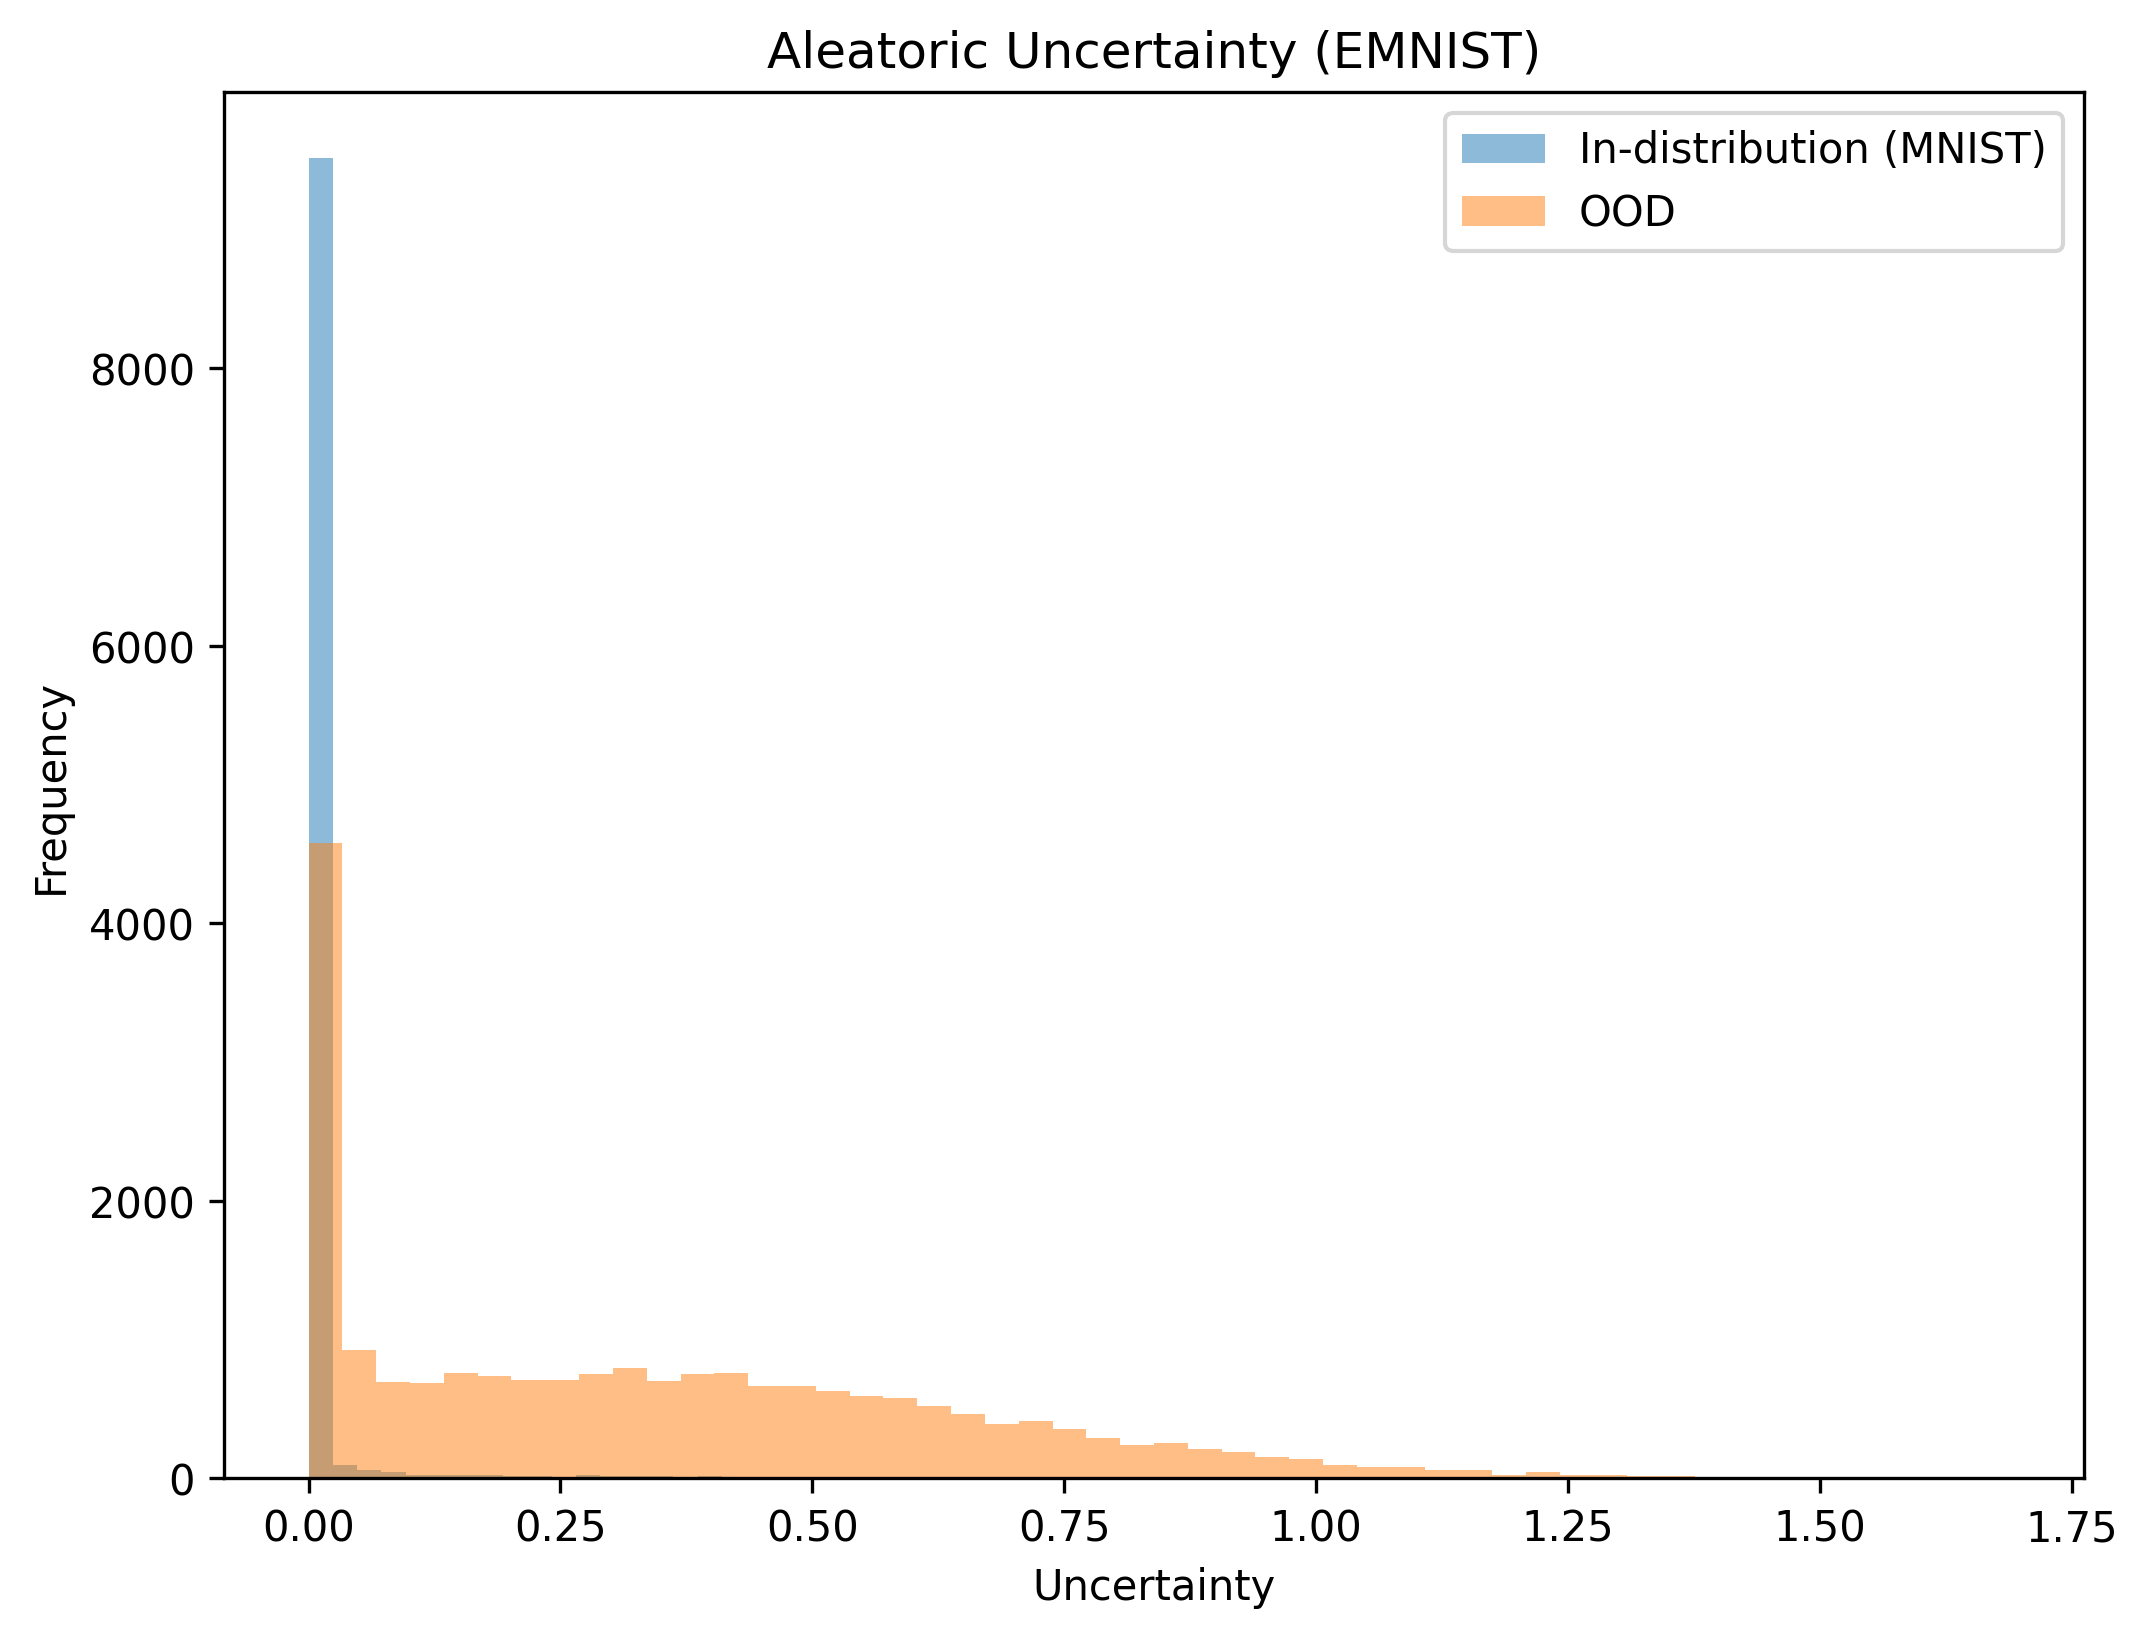 Aleatoric Uncertainty (EMNIST)
In-distribution (MNIST)
OOD
8000
6000
4000
2000
0
Frequency
0.00 0.25 0.50 0.75 1.00 1.25 1.50 1.75
Uncertainty